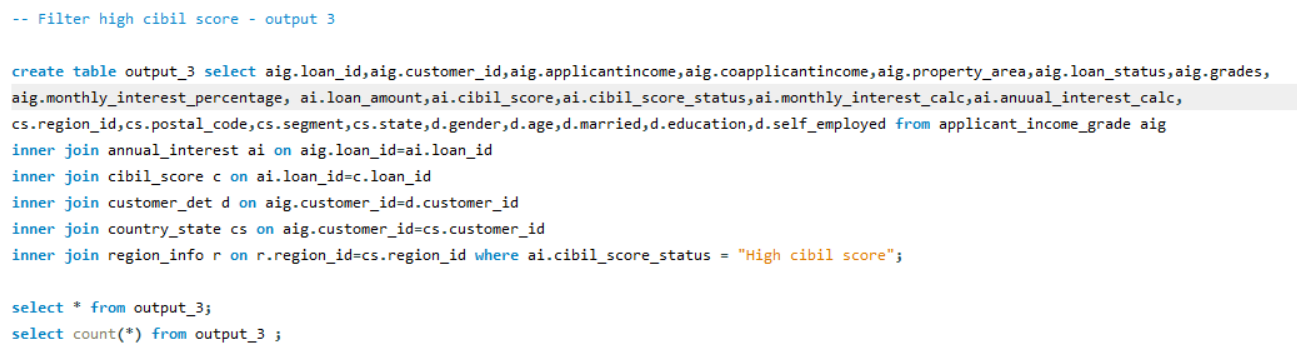 -- Filter high cibil score - output 3
create table output_3 select aig.loan_id,aig.customer_id,aig.applicantincome,aig.coapplicantincome,aig.property_area,aig.loan_status,aig.grades,
aig.monthly_interest_percentage, ai.loan_amount,ai.cibil_score,ai.cibil_score_status,ai.monthly_interest_calc,ai.anuual_interest_calc,
cs.region_id,cs.postal_code,cs.segment,cs.state,d.gender,d.age,d.married,d.education,d.self_employed from applicant_income_grade aig
inner join annual_interest ai on aig.loan_id=ai.loan_id
inner join cibil_score c on ai.loan_id=c.loan_id
inner join customer_det d on aig.customer_id=d.customer_id
inner join country_state cs on aig.customer_id=cs.customer_id
inner join region_info r on r.region_id=cs.region_id where ai.cibil_score_status = "High cibil score";
select * from output_3;
select count(*) from output_3 ;